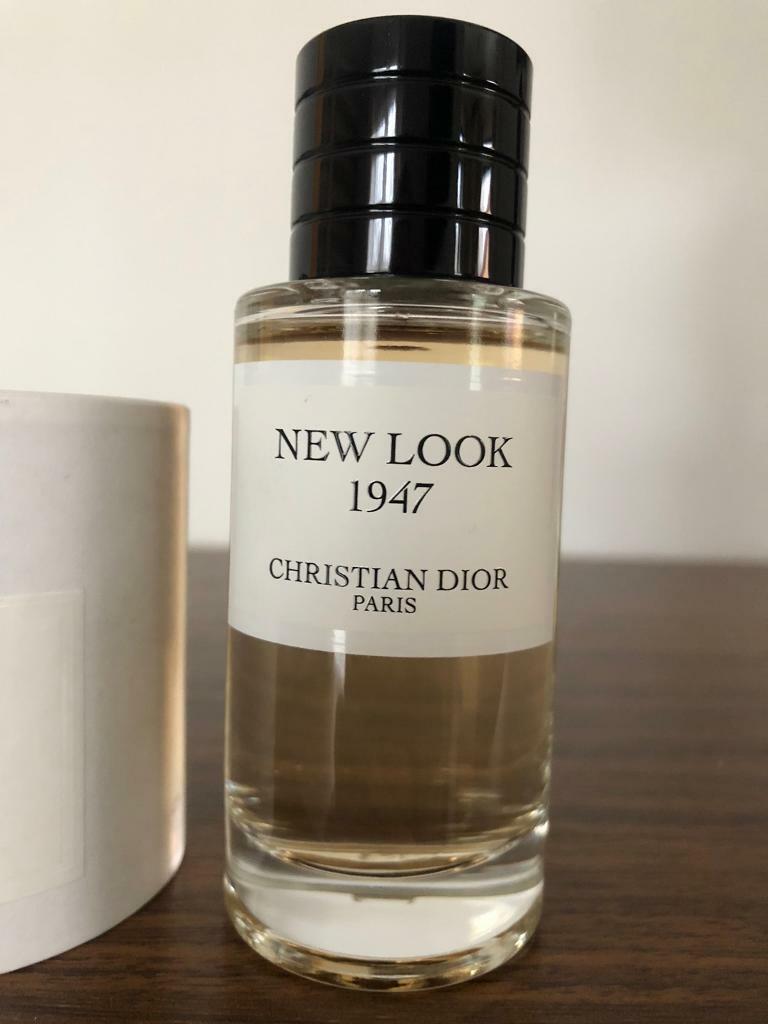 NEW LOOK
1947
CHRISTIAN DIOR
PARIS